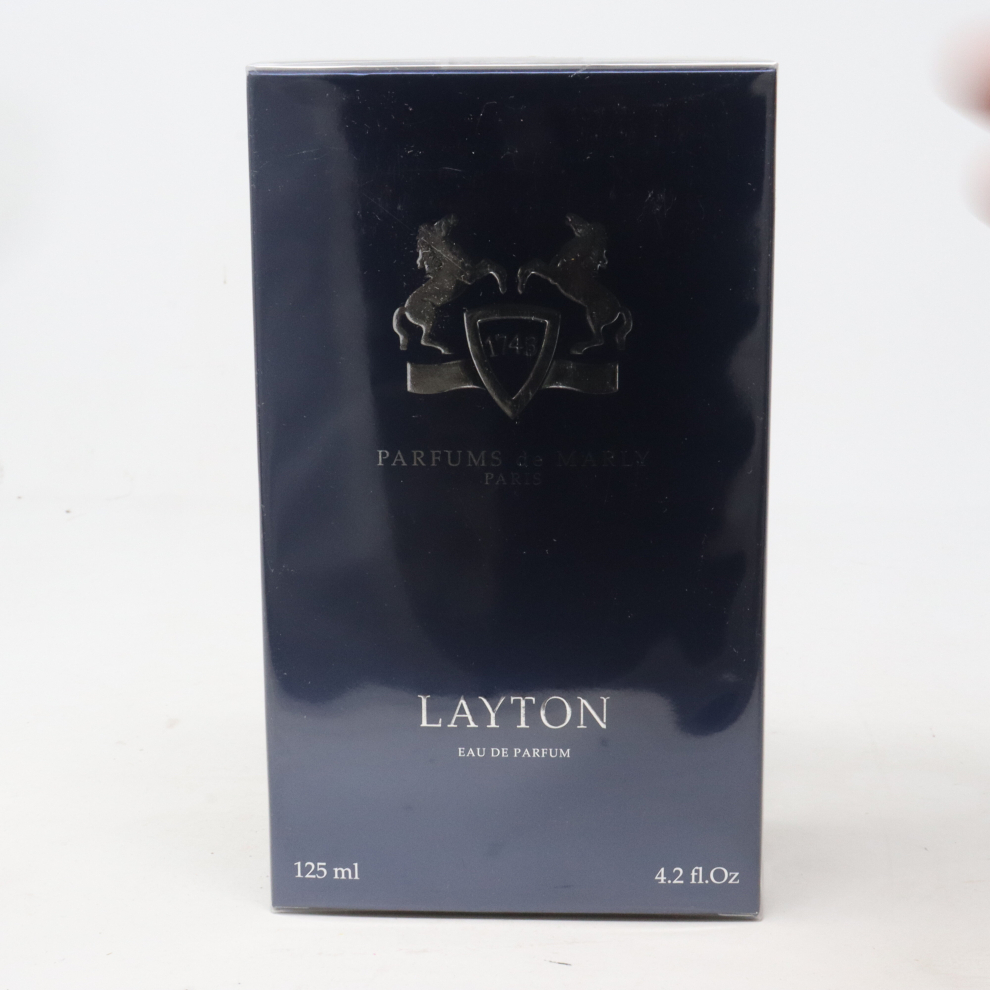 1743
PARFUMS de MARLY
PARIS
LAYTON
EAU DE PARFUM
125 ml
4.2 fl.Oz